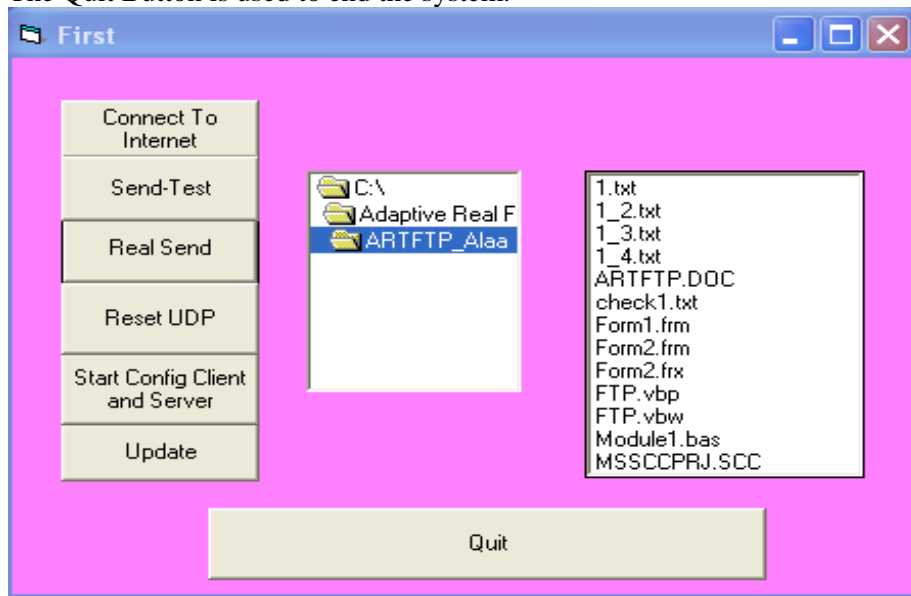 The Quit Button is used to end the system.
First
Connect To
Internet
Send-Test
Real Send
Reset UDP
Start Config Client
and Server
Update
C:\
Adaptive Real F
ARTFTP_Alaa
1.txt
1_2.txt
1_3.txt
1_4.txt
ARTFTP.DOC
check1.txt
Form1.frm
Form2.frm
Form2.frx
FTP.vbp
FTP.vbw
Module1.bas
MSSCCPRJ.SCC
Quit